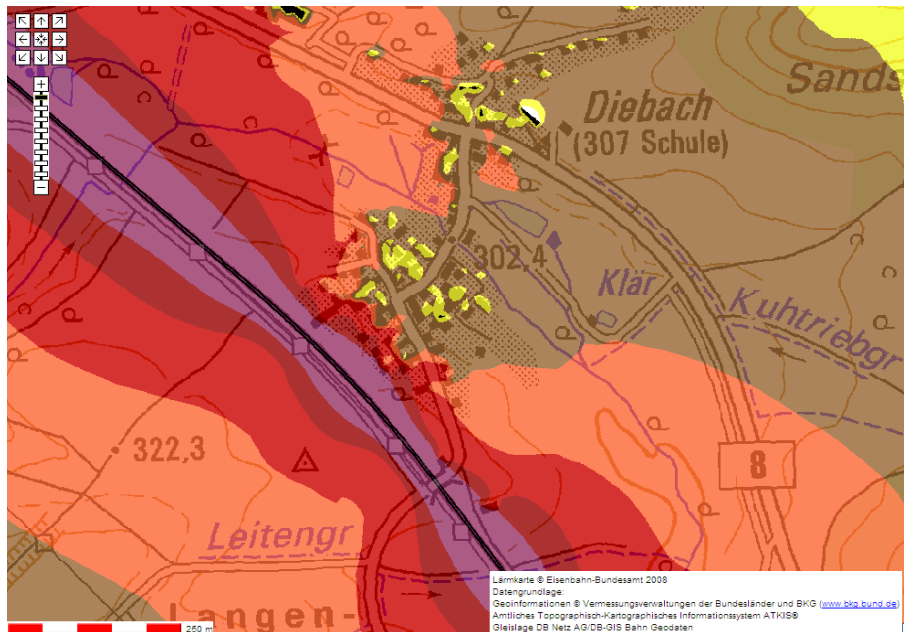 Sands
Diebach
(307 Schule)
302,4
Klär
Kuhtriebgr
322,3
8
Leitengr
Langen-
250 m
Lärmkarte © Eisenbahn-Bundesamt 2008
Datengrundlage:
Geoinformationen © Vermessungsverwaltungen der Bundesländer und BKG (www.bkg.bund.de)
Amtliches Topographisch-Kartographisches Informationssystem ATKIS®
Gleislage DB Netz AG/DB-GIS Bahn Geodaten